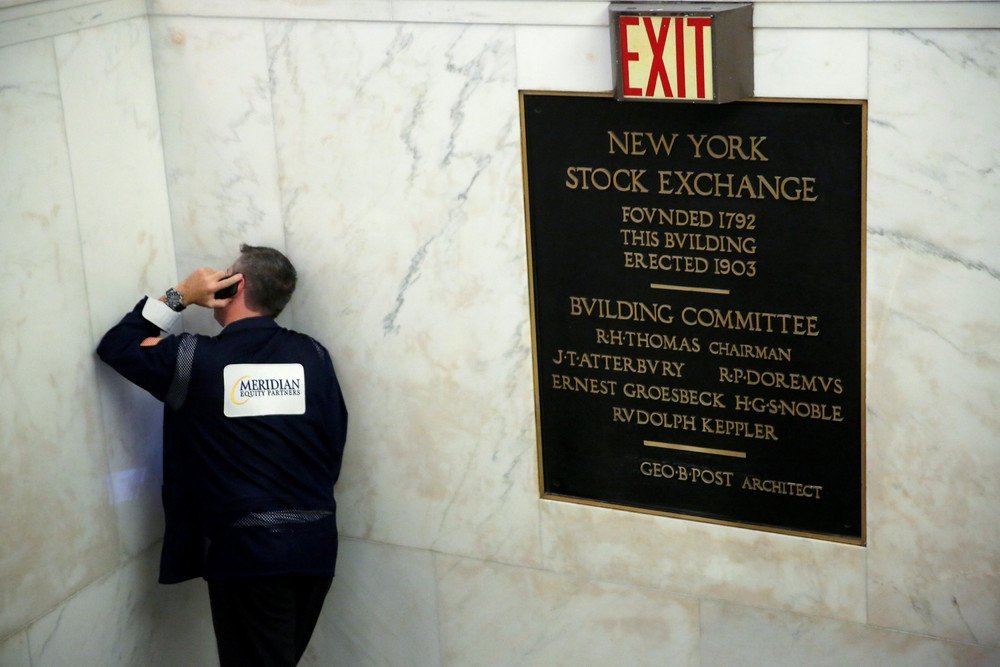 EXIT
NEW YORK
STOCK EXCHANGE
FOVNDED 1792
THIS BVILDING
ERECTED 1903
BVILDING COMMITTEE
R·H·THOMAS CHAIRMAN
J·T·ATTERBVRY R·P·DOREMVS
ERNEST GROESBECK H·G·S·NOBLE
RVDOLPH KEPPLER
GEO·B·POST ARCHITECT
MERIDIAN
EQUITY PARTNERS